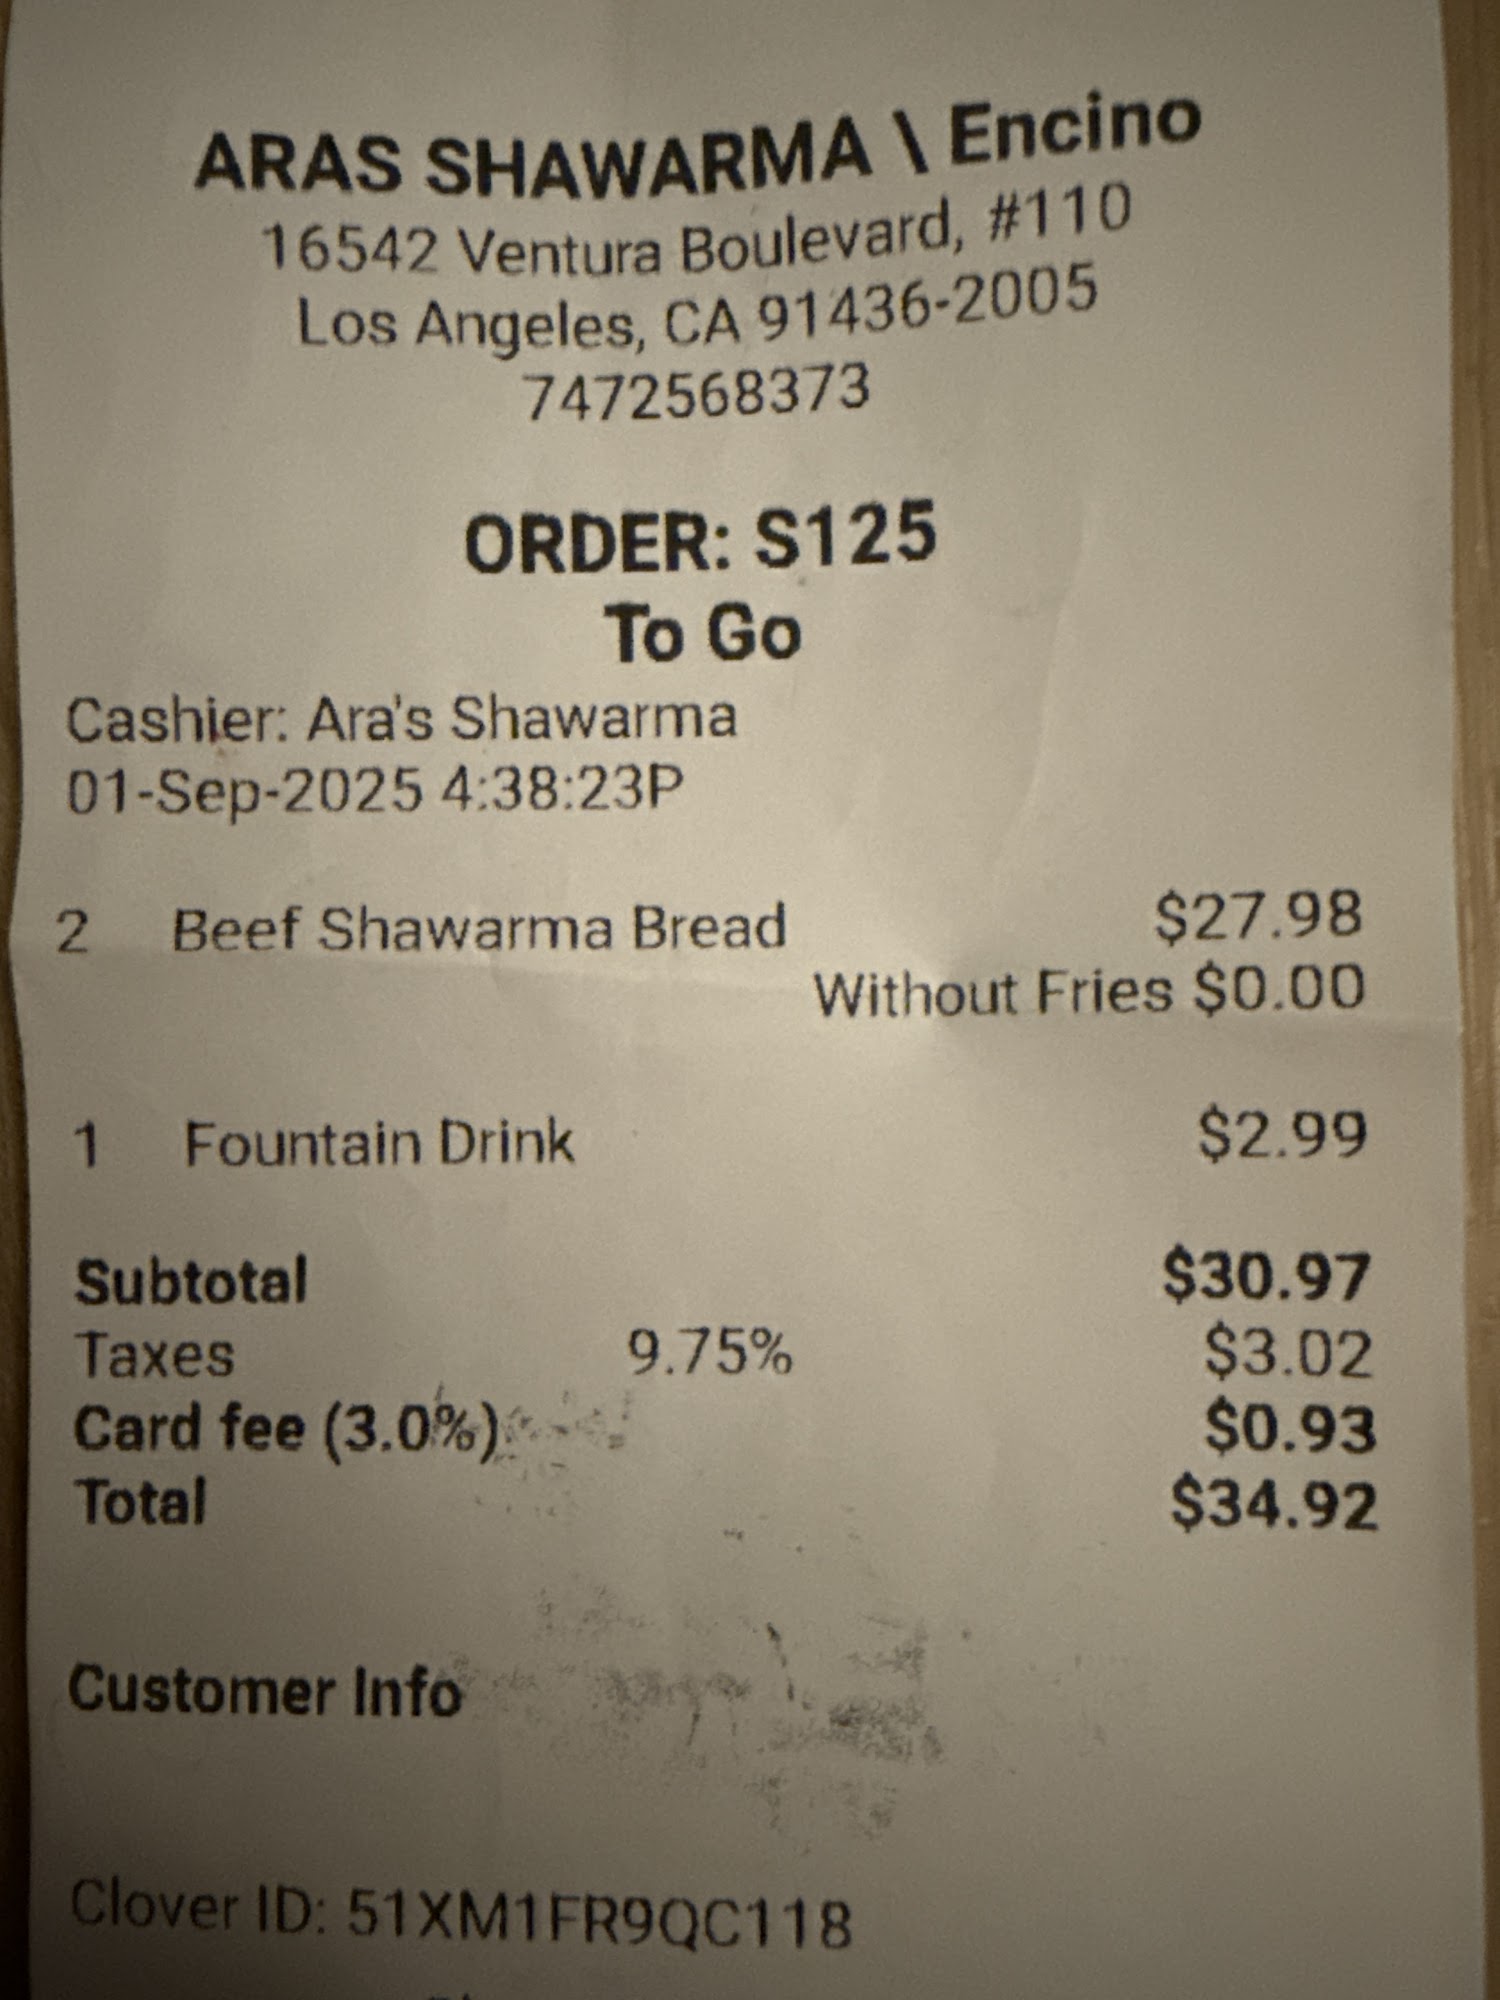 ARAS SHAWARMA \ Encino
16542 Ventura Boulevard, #110
Los Angeles, CA 91436-2005
7472568373
ORDER: S125
To Go
Cashier: Ara's Shawarma
01-Sep-2025 4:38:23P
2 Beef Shawarma Bread $27.98
Without Fries $0.00
1 Fountain Drink $2.99
Subtotal $30.97
Taxes 9.75% $3.02
Card fee (3.0%) $0.93
Total $34.92
Customer Info
Clover ID: 51XM1FR9QC118